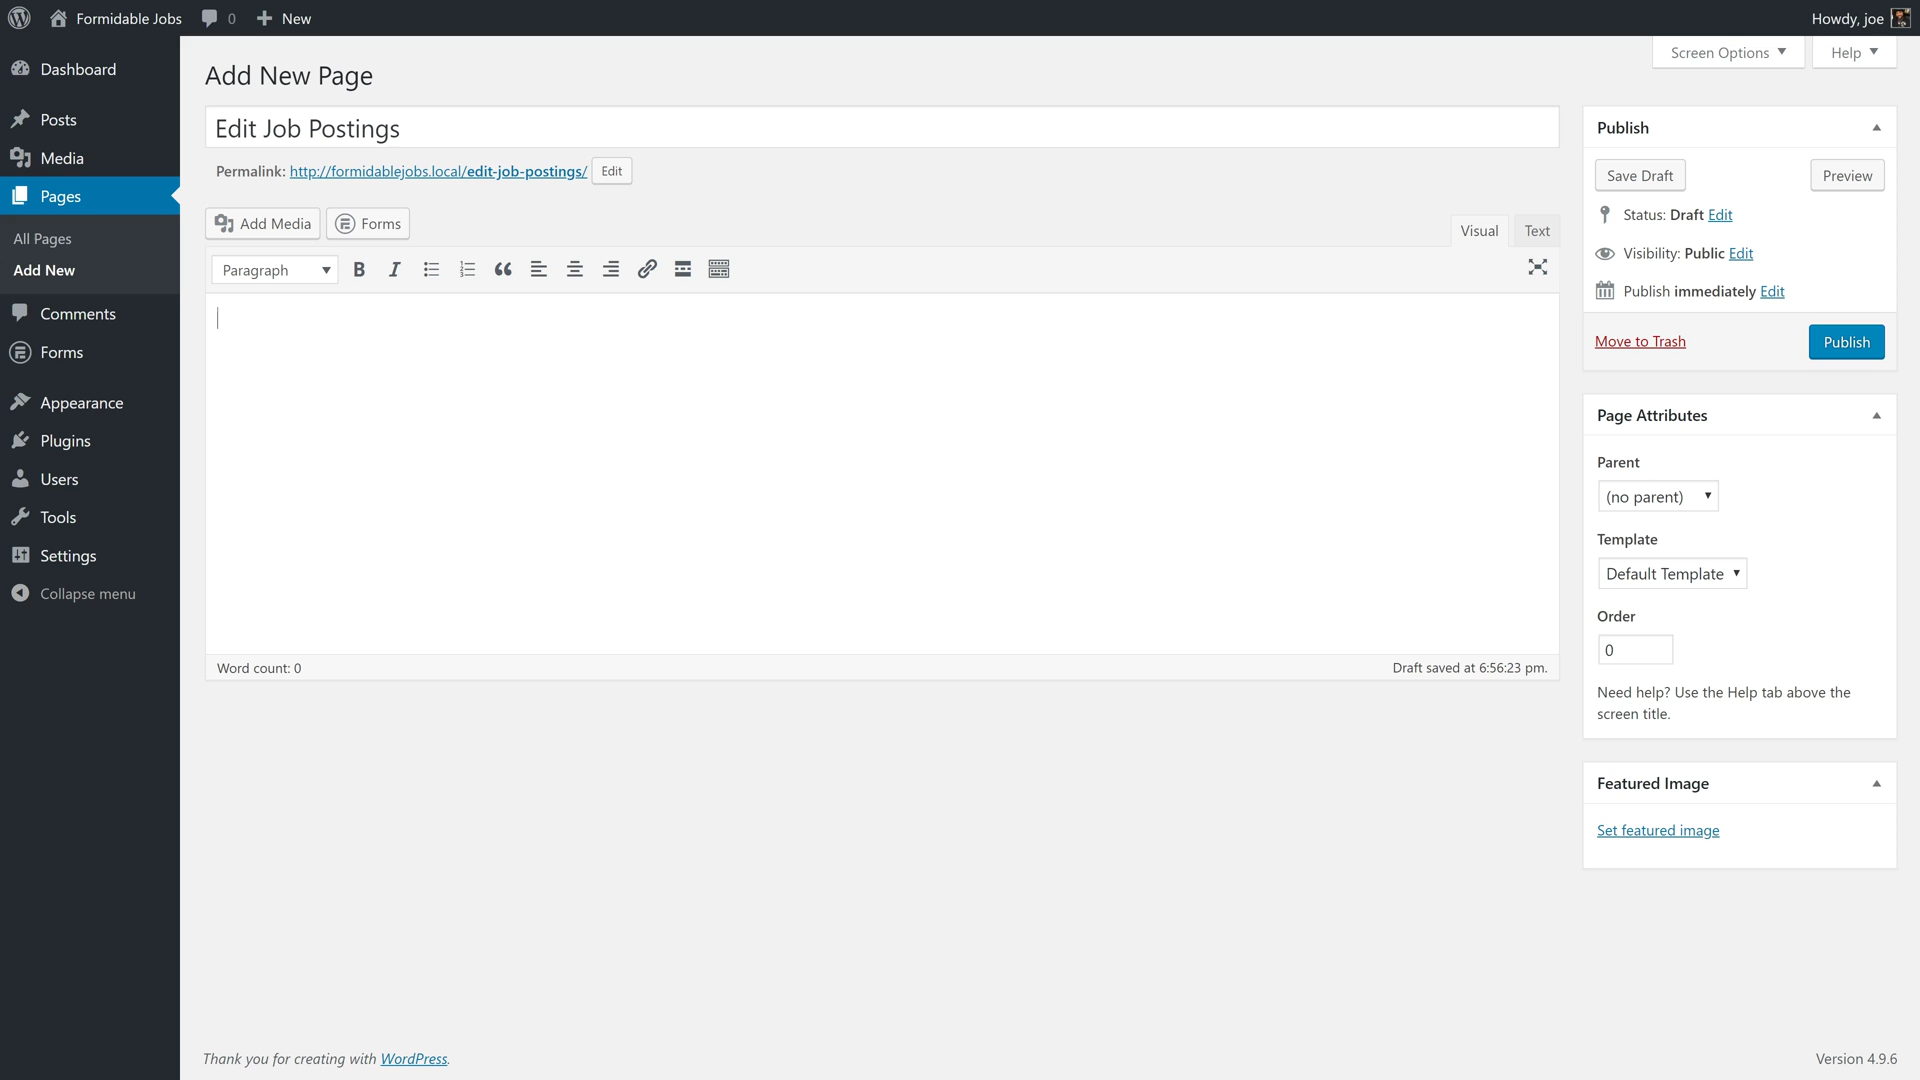 Formidable Jobs
0
New
Howdy, joe
Dashboard
Posts
Media
Pages
All Pages
Add New
Comments
Forms
Appearance
Plugins
Users
Tools
Settings
Collapse menu
Screen Options
Help
Add New Page
Edit Job Postings
Permalink: http://formidablejobs.local/edit-job-postings/ Edit
Add Media
Forms
Visual
Text
Paragraph
Word count: 0
Draft saved at 6:56:23 pm.
Publish
Save Draft
Preview
Status: Draft Edit
Visibility: Public Edit
Publish immediately Edit
Move to Trash
Publish
Page Attributes
Parent
(no parent)
Template
Default Template
Order
0
Need help? Use the Help tab above the
screen title.
Featured Image
Set featured image
Thank you for creating with WordPress.
Version 4.9.6